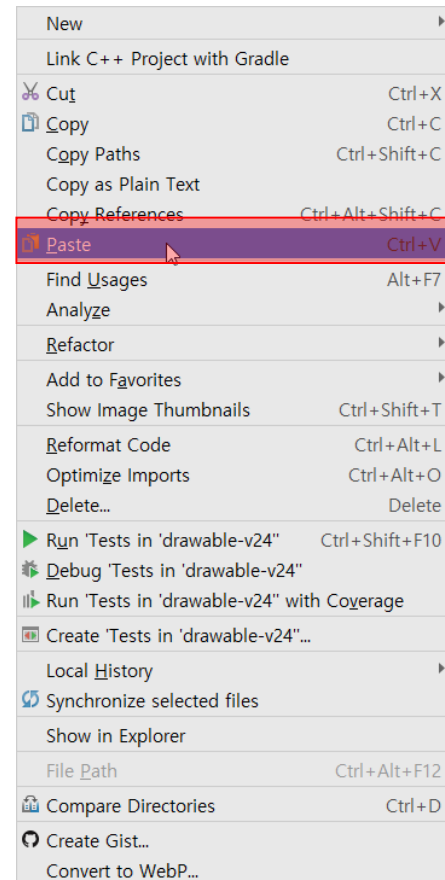 New
Link C++ Project with Gradle
Cut Ctrl+X
Copy Ctrl+C
Copy Paths Ctrl+Shift+C
Copy as Plain Text
Copy References Ctrl+Alt+Shift+C
Paste Ctrl+V
Find Usages Alt+F7
Analyze
Refactor
Add to Favorites
Show Image Thumbnails Ctrl+Shift+T
Reformat Code Ctrl+Alt+L
Optimize Imports Ctrl+Alt+O
Delete... Delete
Run 'Tests in 'drawable-v24'' Ctrl+Shift+F10
Debug 'Tests in 'drawable-v24''
Run 'Tests in 'drawable-v24'' with Coverage
Create 'Tests in 'drawable-v24''...
Local History
Synchronize selected files
Show in Explorer
File Path Ctrl+Alt+F12
Compare Directories Ctrl+D
Create Gist...
Convert to WebP...